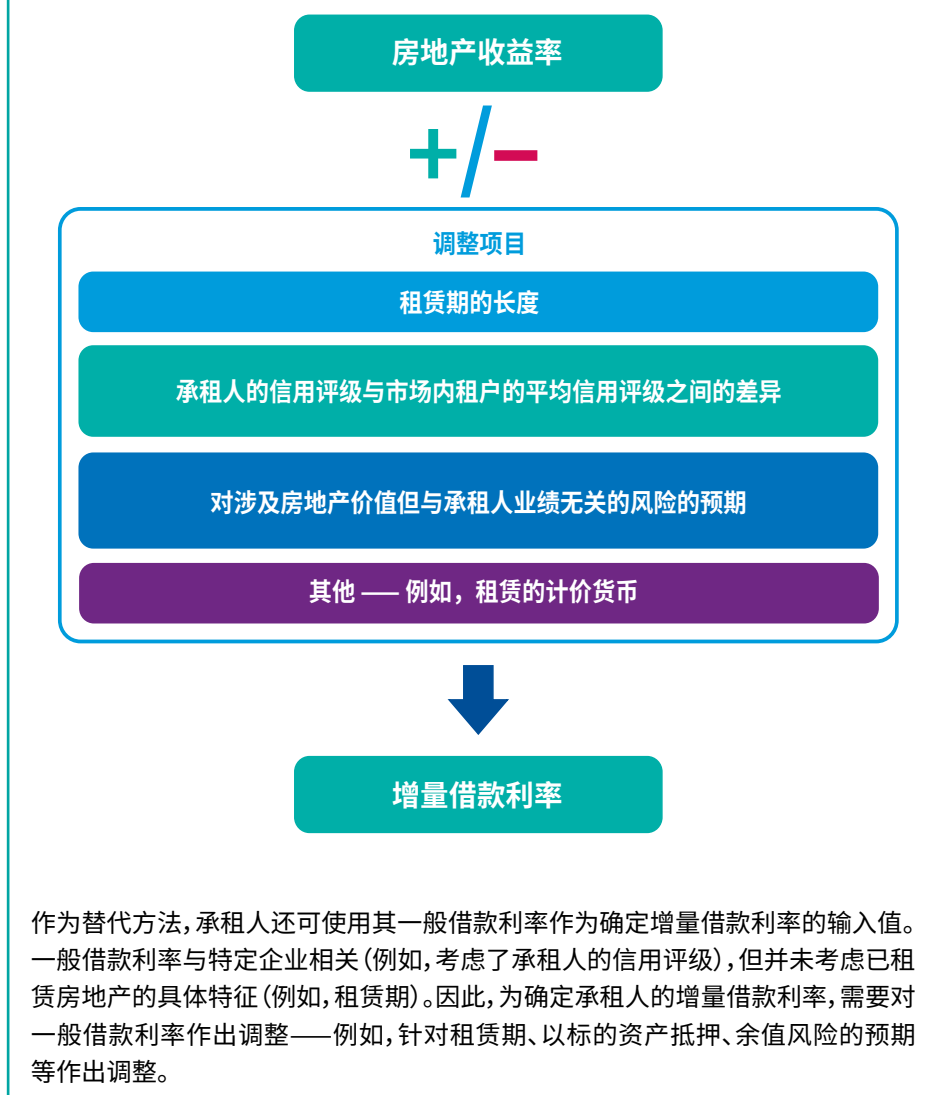 房地产收益率
+/−
调整项目
租赁期的长度
承租人的信用评级与市场内租户的平均信用评级之间的差异
对涉及房地产价值但与承租人业绩无关的风险的预期
其他 —— 例如，租赁的计价货币
增量借款利率
作为替代方法，承租人还可使用其一般借款利率作为确定增量借款利率的输入值。
一般借款利率与特定企业相关（例如，考虑了承租人的信用评级），但并未考虑已租
赁房地产的具体特征（例如，租赁期）。因此，为确定承租人的增量借款利率，需要对
一般借款利率作出调整——例如，针对租赁期、以标的资产抵押、余值风险的预期
等作出调整。